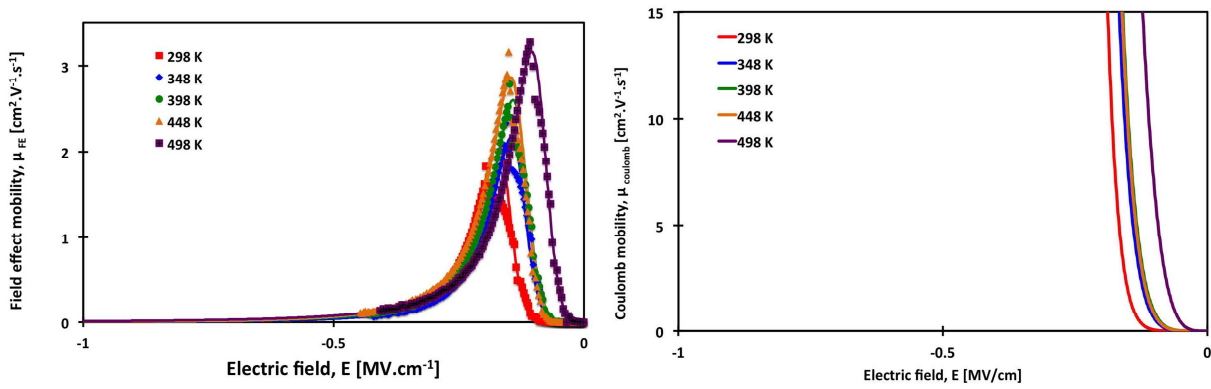 Field effect mobility, μ FE [cm².V⁻¹.s⁻¹]
3
2
1
0
298 K
348 K
398 K
448 K
498 K
-1
-0.5
0
Electric field, E [MV.cm⁻¹]
Coulomb mobility, μ coulomb [cm².V⁻¹.s⁻¹]
15
10
5
0
298 K
348 K
398 K
448 K
498 K
-1
-0.5
0
Electric field, E [MV/cm]